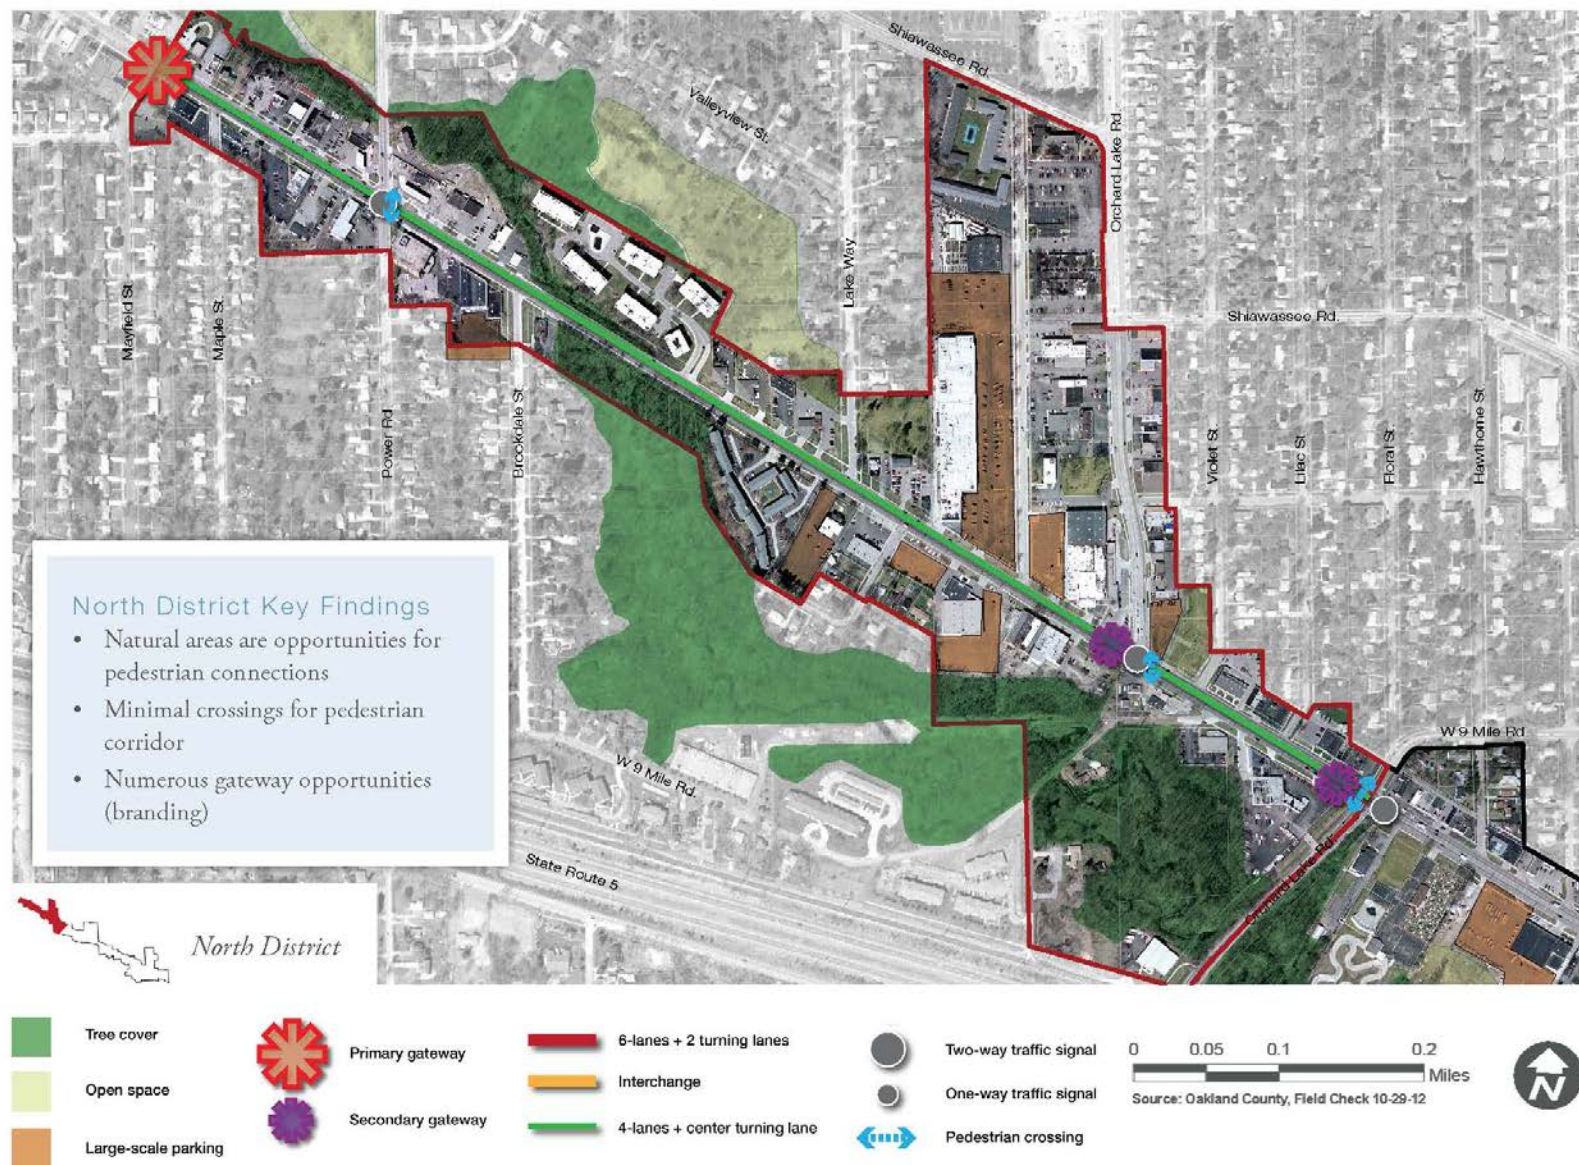 Shiawassee Rd.
Valleyview St.
Orchard Lake Rd.
Lake Way
Shiawassee Rd.
Mayfield St
Maple St.
Power Rd
Brookdale St
Violet St
Lilac St
Floral St
Hawthorne St
North District Key Findings
• Natural areas are opportunities for
pedestrian connections
• Minimal crossings for pedestrian
corridor
• Numerous gateway opportunities
(branding)
W 9 Mile Rd
W 9 Mile Rd.
State Route 5
Orchard Lake Rd.
North District
Tree cover
Open space
Large-scale parking
Primary gateway
Secondary gateway
6-lanes + 2 turning lanes
Interchange
4-lanes + center turning lane
Two-way traffic signal
One-way traffic signal
Pedestrian crossing
0 0.05 0.1 0.2
Miles
Source: Oakland County, Field Check 10-29-12
N